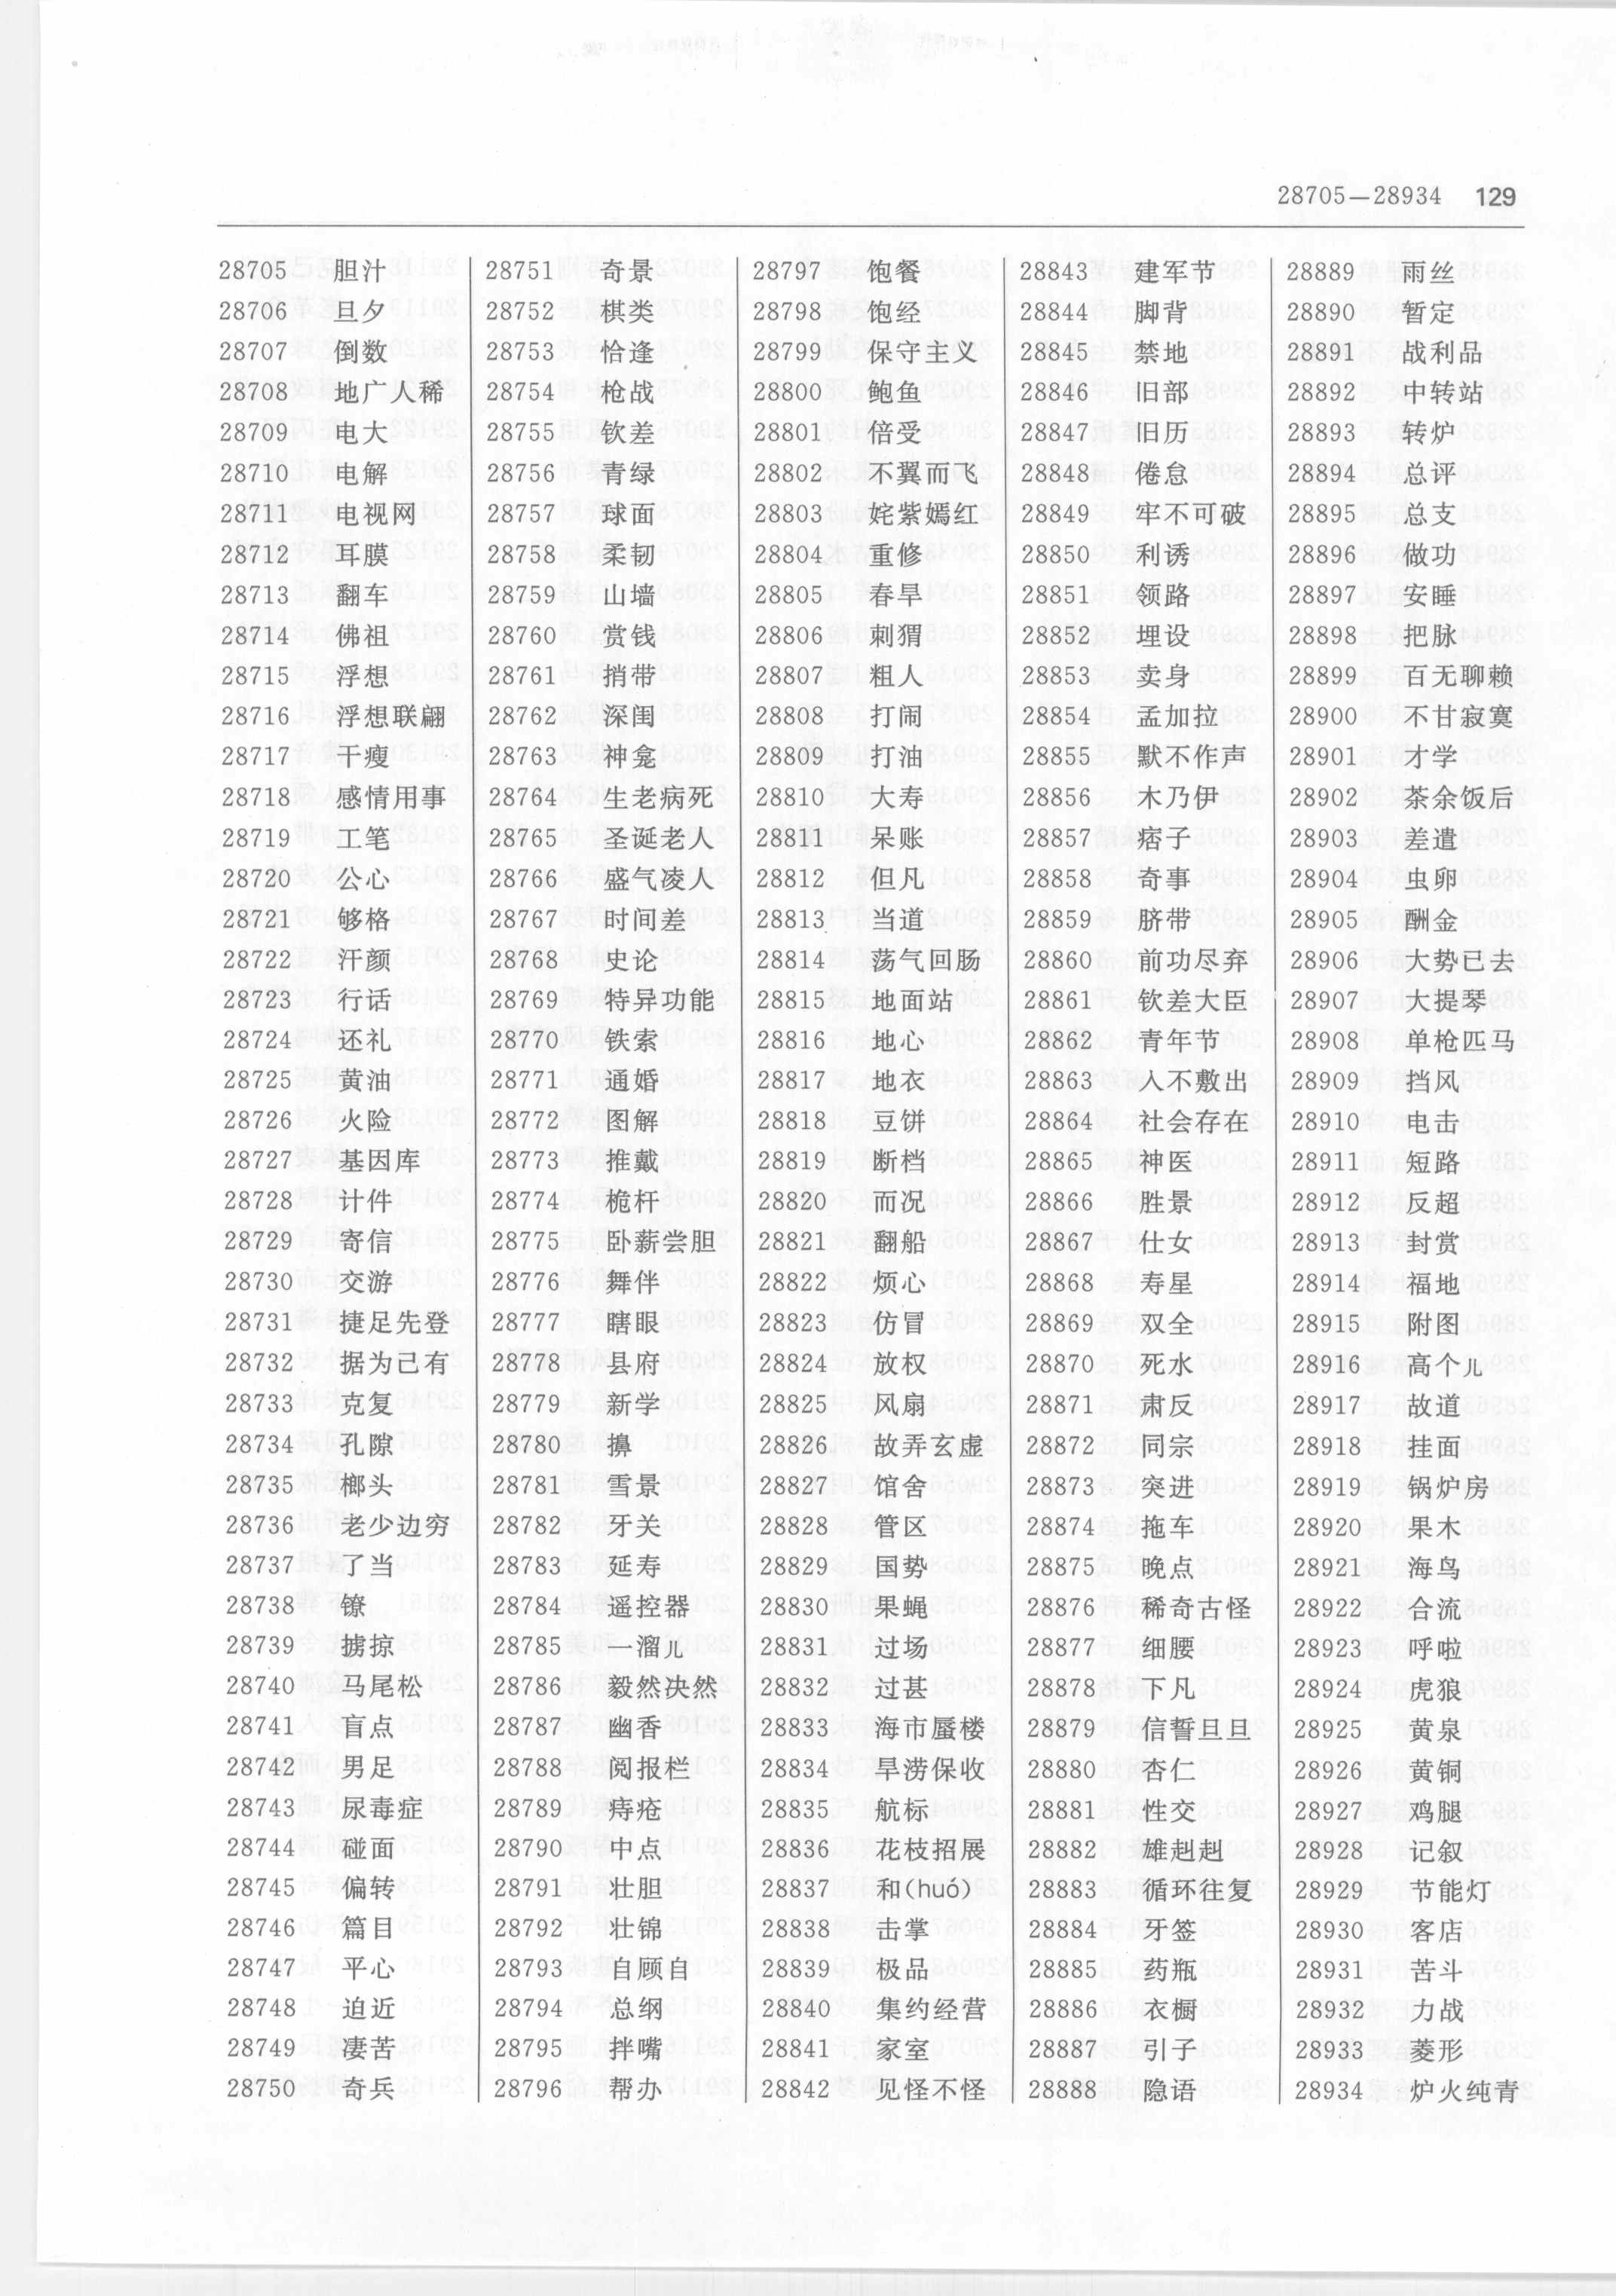 28705—28934 129
28705 胆汁
28706 旦夕
28707 倒数
28708 地广人稀
28709 电大
28710 电解
28711 电视网
28712 耳膜
28713 翻车
28714 佛祖
28715 浮想
28716 浮想联翩
28717 干瘦
28718 感情用事
28719 工笔
28720 公心
28721 够格
28722 汗颜
28723 行话
28724 还礼
28725 黄油
28726 火险
28727 基因库
28728 计件
28729 寄信
28730 交游
28731 捷足先登
28732 据为己有
28733 克复
28734 孔隙
28735 榔头
28736 老少边穷
28737 了当
28738 镣
28739 掳掠
28740 马尾松
28741 盲点
28742 男足
28743 尿毒症
28744 碰面
28745 偏转
28746 篇目
28747 平心
28748 迫近
28749 凄苦
28750 奇兵
28751 奇景
28752 棋类
28753 恰逢
28754 枪战
28755 钦差
28756 青绿
28757 球面
28758 柔韧
28759 山墙
28760 赏钱
28761 捎带
28762 深闺
28763 神龛
28764 生老病死
28765 圣诞老人
28766 盛气凌人
28767 时间差
28768 史论
28769 特异功能
28770 铁索
28771 通婚
28772 图解
28773 推戴
28774 桅杆
28775 卧薪尝胆
28776 舞伴
28777 瞎眼
28778 县府
28779 新学
28780 擤
28781 雪景
28782 牙关
28783 延寿
28784 遥控器
28785 一溜儿
28786 毅然决然
28787 幽香
28788 阅报栏
28789 痔疮
28790 中点
28791 壮胆
28792 壮锦
28793 自顾自
28794 总纲
28795 拌嘴
28796 帮办
28797 饱餐
28798 饱经
28799 保守主义
28800 鲍鱼
28801 倍受
28802 不翼而飞
28803 姹紫嫣红
28804 重修
28805 春旱
28806 刺猬
28807 粗人
28808 打闹
28809 打油
28810 大寿
28811 呆账
28812 但凡
28813 当道
28814 荡气回肠
28815 地面站
28816 地心
28817 地衣
28818 豆饼
28819 断档
28820 而况
28821 翻船
28822 烦心
28823 仿冒
28824 放权
28825 风扇
28826 故弄玄虚
28827 馆舍
28828 管区
28829 国势
28830 果蝇
28831 过场
28832 过甚
28833 海市蜃楼
28834 旱涝保收
28835 航标
28836 花枝招展
28837 和(huó)
28838 击掌
28839 极品
28840 集约经营
28841 家室
28842 见怪不怪
28843 建军节
28844 脚背
28845 禁地
28846 旧部
28847 旧历
28848 倦怠
28849 牢不可破
28850 利诱
28851 领路
28852 埋设
28853 卖身
28854 孟加拉
28855 默不作声
28856 木乃伊
28857 痞子
28858 奇事
28859 脐带
28860 前功尽弃
28861 钦差大臣
28862 青年节
28863 入不敷出
28864 社会存在
28865 神医
28866 胜景
28867 仕女
28868 寿星
28869 双全
28870 死水
28871 肃反
28872 同宗
28873 突进
28874 拖车
28875 晚点
28876 稀奇古怪
28877 细腰
28878 下凡
28879 信誓旦旦
28880 杏仁
28881 性交
28882 雄赳赳
28883 循环往复
28884 牙签
28885 药瓶
28886 衣橱
28887 引子
28888 隐语
28889 雨丝
28890 暂定
28891 战利品
28892 中转站
28893 转炉
28894 总评
28895 总支
28896 做功
28897 安睡
28898 把脉
28899 百无聊赖
28900 不甘寂寞
28901 才学
28902 茶余饭后
28903 差遣
28904 虫卵
28905 酬金
28906 大势已去
28907 大提琴
28908 单枪匹马
28909 挡风
28910 电击
28911 短路
28912 反超
28913 封赏
28914 福地
28915 附图
28916 高个儿
28917 故道
28918 挂面
28919 锅炉房
28920 果木
28921 海鸟
28922 合流
28923 呼啦
28924 虎狼
28925 黄泉
28926 黄铜
28927 鸡腿
28928 记叙
28929 节能灯
28930 客店
28931 苦斗
28932 力战
28933 菱形
28934 炉火纯青